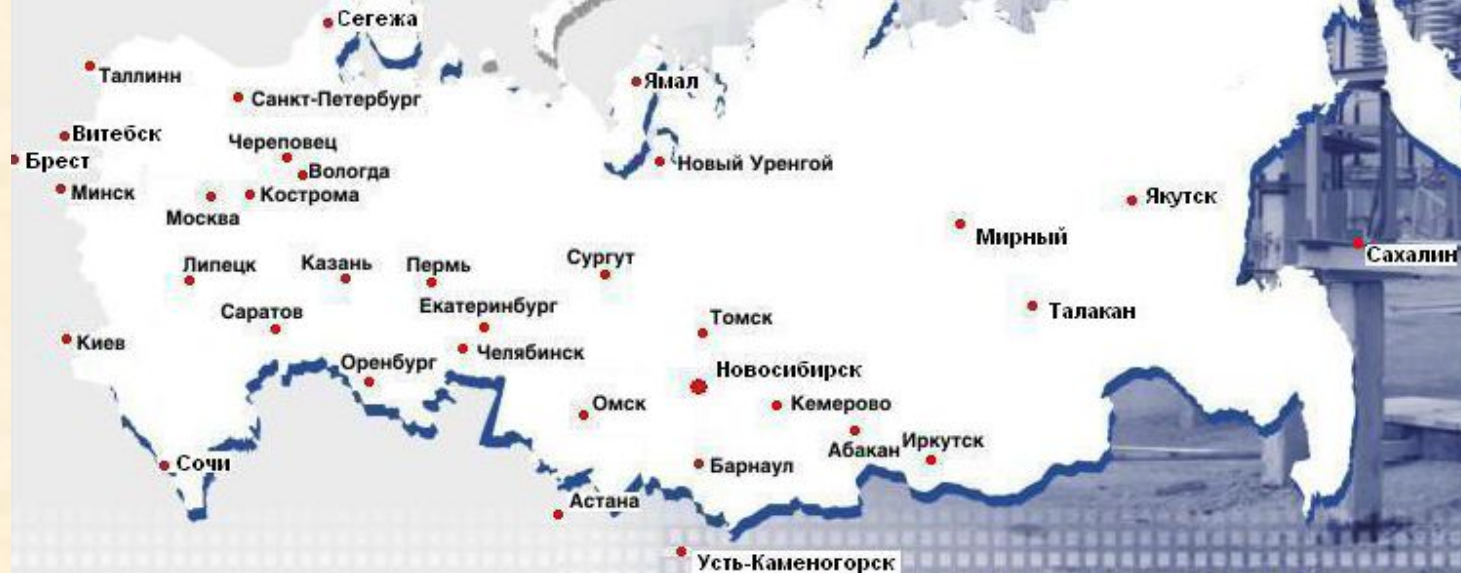 Сегежа
Таллинн
Ямал
Санкт-Петербург
Витебск
Череповец
Брест
Вологда
Новый Уренгой
Минск
Кострома
Якутск
Москва
Мирный
Сахалин
Липецк
Казань
Пермь
Сургут
Саратов
Екатеринбург
Томск
Талакан
Киев
Челябинск
Оренбург
Новосибирск
Омск
Кемерово
Абакан
Иркутск
Сочи
Барнаул
Астана
Усть-Каменогорск